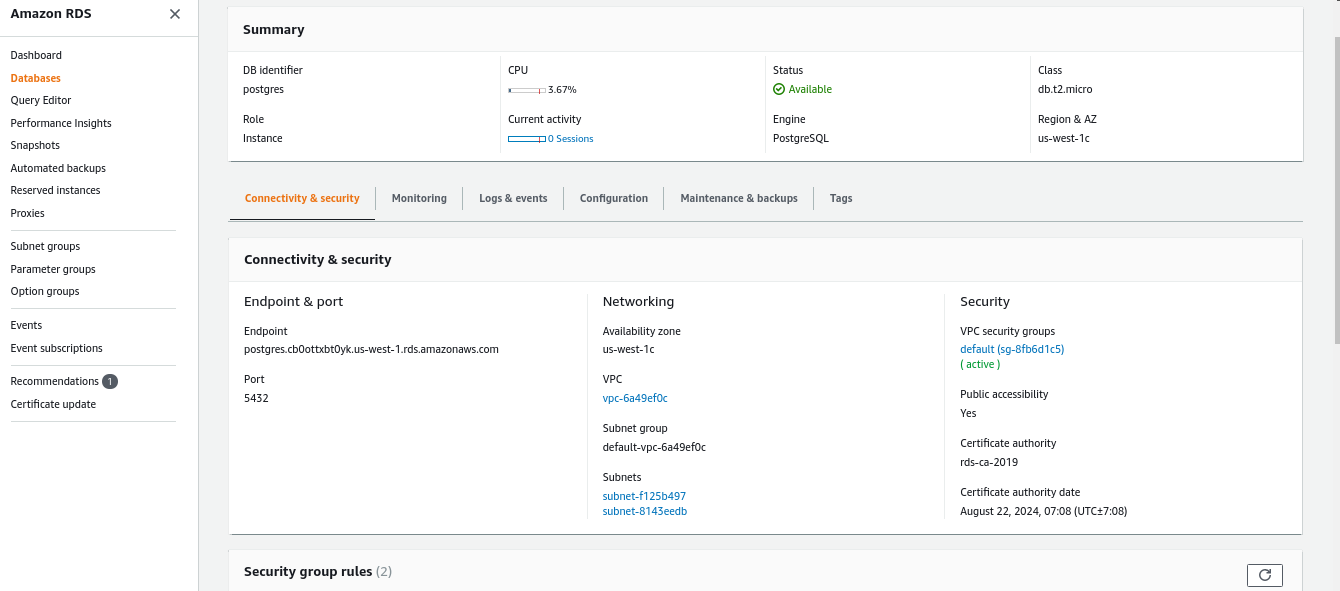 Amazon RDS
Dashboard
Databases
Query Editor
Performance Insights
Snapshots
Automated backups
Reserved instances
Proxies
Subnet groups
Parameter groups
Option groups
Events
Event subscriptions
Recommendations 1
Certificate update
Summary
DB identifier
postgres
CPU
3.67%
Status
Available
Class
db.t2.micro
Role
Instance
Current activity
0 Sessions
Engine
PostgreSQL
Region & AZ
us-west-1c
Connectivity & security
Monitoring
Logs & events
Configuration
Maintenance & backups
Tags
Connectivity & security
Endpoint & port
Endpoint
postgres.cb0ottxbt0yk.us-west-1.rds.amazonaws.com
Port
5432
Networking
Availability zone
us-west-1c
VPC
vpc-6a49ef0c
Subnet group
default-vpc-6a49ef0c
Subnets
subnet-f125b497
subnet-8143eedb
Security
VPC security groups
default (sg-8fb6d1c5)
( active )
Public accessibility
Yes
Certificate authority
rds-ca-2019
Certificate authority date
August 22, 2024, 07:08 (UTC±7:08)
Security group rules (2)